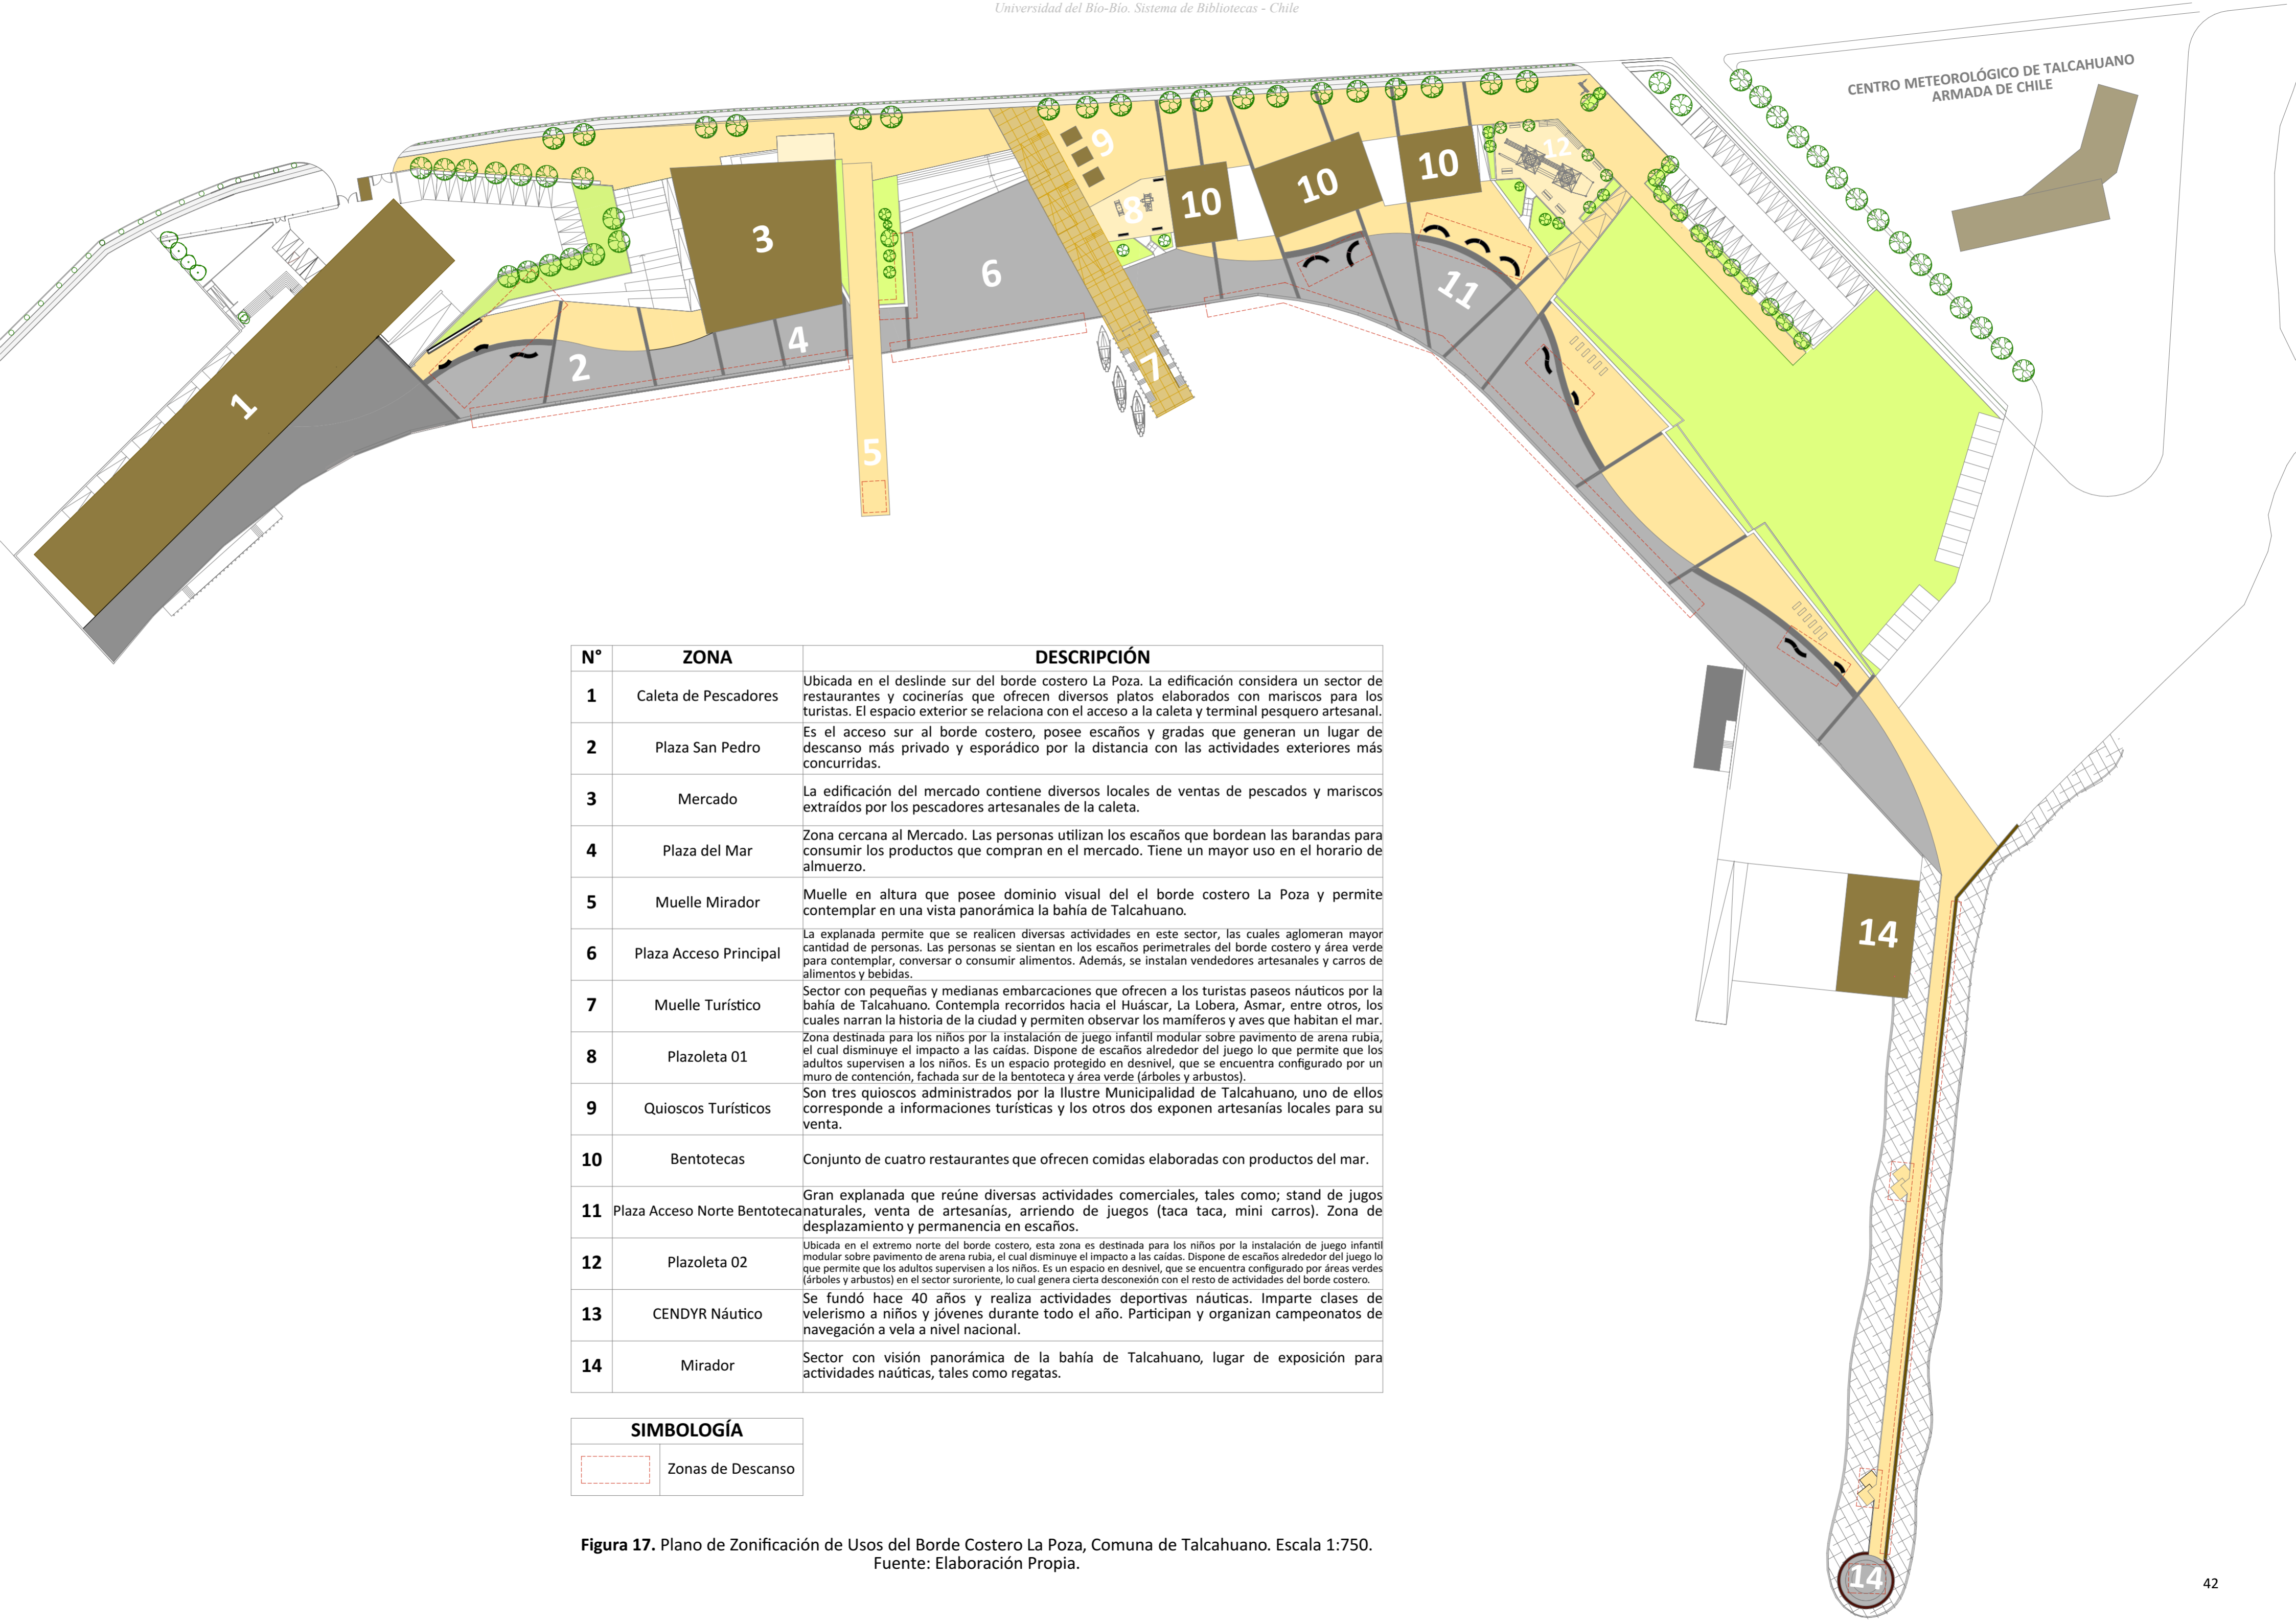 Universidad del Bío-Bío. Sistema de Bibliotecas - Chile
CENTRO METEOROLÓGICO DE TALCAHUANO
ARMADA DE CHILE
1
2
3
4
5
6
7
8
9
10
10
10
11
12
14
14
N° ZONA DESCRIPCIÓN
1 Caleta de Pescadores
Ubicada en el deslinde sur del borde costero La Poza. La edificación considera un sector de
restaurantes y cocinerías que ofrecen diversos platos elaborados con mariscos para los
turistas. El espacio exterior se relaciona con el acceso a la caleta y terminal pesquero artesanal.
2 Plaza San Pedro
Es el acceso sur al borde costero, posee escaños y gradas que generan un lugar de
descanso más privado y esporádico por la distancia con las actividades exteriores más
concurridas.
3 Mercado
La edificación del mercado contiene diversos locales de ventas de pescados y mariscos
extraídos por los pescadores artesanales de la caleta.
4 Plaza del Mar
Zona cercana al Mercado. Las personas utilizan los escaños que bordean las barandas para
consumir los productos que compran en el mercado. Tiene un mayor uso en el horario de
almuerzo.
5 Muelle Mirador
Muelle en altura que posee dominio visual del el borde costero La Poza y permite
contemplar en una vista panorámica la bahía de Talcahuano.
6 Plaza Acceso Principal
La explanada permite que se realicen diversas actividades en este sector, las cuales aglomeran mayor
cantidad de personas. Las personas se sientan en los escaños perimetrales del borde costero y área verde
para contemplar, conversar o consumir alimentos. Además, se instalan vendedores artesanales y carros de
alimentos y bebidas.
7 Muelle Turístico
Sector con pequeñas y medianas embarcaciones que ofrecen a los turistas paseos náuticos por la
bahía de Talcahuano. Contempla recorridos hacia el Huáscar, La Lobera, Asmar, entre otros, los
cuales narran la historia de la ciudad y permiten observar los mamíferos y aves que habitan el mar.
8 Plazoleta 01
Zona destinada para los niños por la instalación de juego infantil modular sobre pavimento de arena rubia,
el cual disminuye el impacto a las caídas. Dispone de escaños alrededor del juego lo que permite que los
adultos supervisen a los niños. Es un espacio protegido en desnivel, que se encuentra configurado por un
muro de contención, fachada sur de la bentoteca y área verde (árboles y arbustos).
9 Quioscos Turísticos
Son tres quioscos administrados por la Ilustre Municipalidad de Talcahuano, uno de ellos
corresponde a informaciones turísticas y los otros dos exponen artesanías locales para su
venta.
10 Bentotecas
Conjunto de cuatro restaurantes que ofrecen comidas elaboradas con productos del mar.
11 Plaza Acceso Norte Bentoteca
Gran explanada que reúne diversas actividades comerciales, tales como; stand de jugos
naturales, venta de artesanías, arriendo de juegos (taca taca, mini carros). Zona de
desplazamiento y permanencia en escaños.
12 Plazoleta 02
Ubicada en el extremo norte del borde costero, esta zona es destinada para los niños por la instalación de juego infantil
modular sobre pavimento de arena rubia, el cual disminuye el impacto a las caídas. Dispone de escaños alrededor del juego lo
que permite que los adultos supervisen a los niños. Es un espacio en desnivel, que se encuentra configurado por áreas verdes
(árboles y arbustos) en el sector suroriente, lo cual genera cierta desconexión con el resto de actividades del borde costero.
13 CENDYR Náutico
Se fundó hace 40 años y realiza actividades deportivas náuticas. Imparte clases de
velerismo a niños y jóvenes durante todo el año. Participan y organizan campeonatos de
navegación a vela a nivel nacional.
14 Mirador
Sector con visión panorámica de la bahía de Talcahuano, lugar de exposición para
actividades naúticas, tales como regatas.
SIMBOLOGÍA
Zonas de Descanso
Figura 17. Plano de Zonificación de Usos del Borde Costero La Poza, Comuna de Talcahuano. Escala 1:750.
Fuente: Elaboración Propia.
42